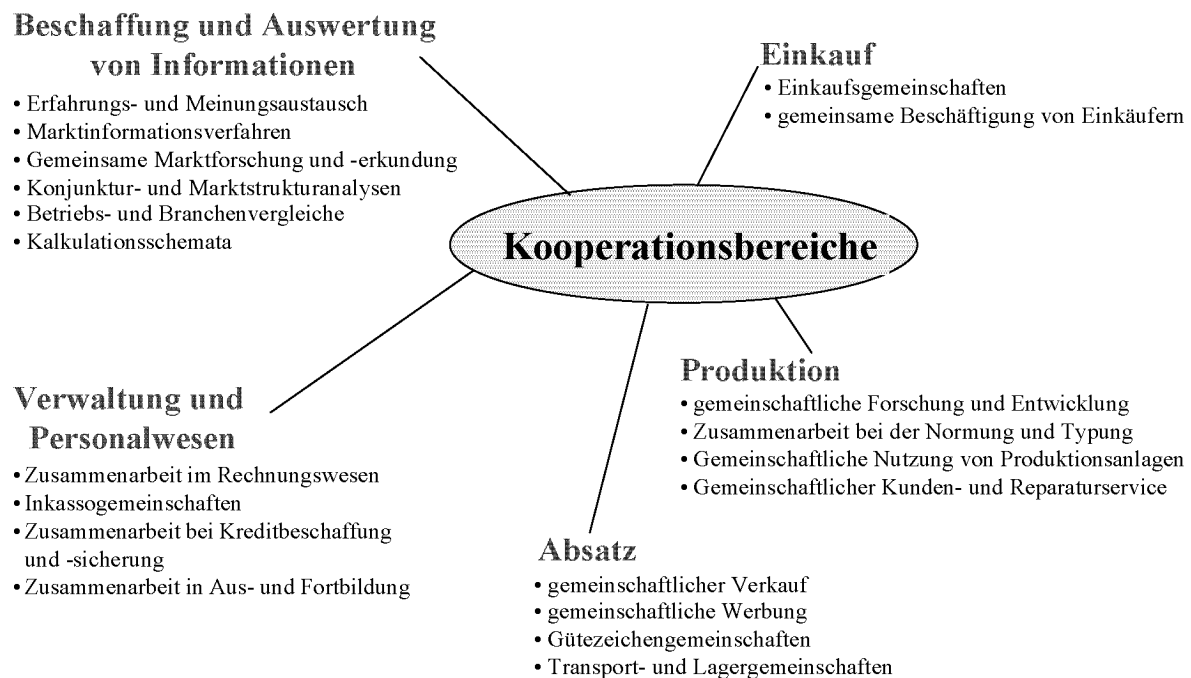 Beschaffung und Auswertung
von Informationen
• Erfahrungs- und Meinungsaustausch
• Marktinformationsverfahren
• Gemeinsame Marktforschung und -erkundung
• Konjunktur- und Marktstrukturanalysen
• Betriebs- und Branchenvergleiche
• Kalkulationsschemata
Einkauf
• Einkaufsgemeinschaften
• gemeinsame Beschäftigung von Einkäufern
Kooperationsbereiche
Verwaltung und
Personalwesen
• Zusammenarbeit im Rechnungswesen
• Inkassogemeinschaften
• Zusammenarbeit bei Kreditbeschaffung
und -sicherung
• Zusammenarbeit in Aus- und Fortbildung
Produktion
• gemeinschaftliche Forschung und Entwicklung
• Zusammenarbeit bei der Normung und Typung
• Gemeinschaftliche Nutzung von Produktionsanlagen
• Gemeinschaftlicher Kunden- und Reparaturservice
Absatz
• gemeinschaftlicher Verkauf
• gemeinschaftliche Werbung
• Gütezeichengemeinschaften
• Transport- und Lagergemeinschaften